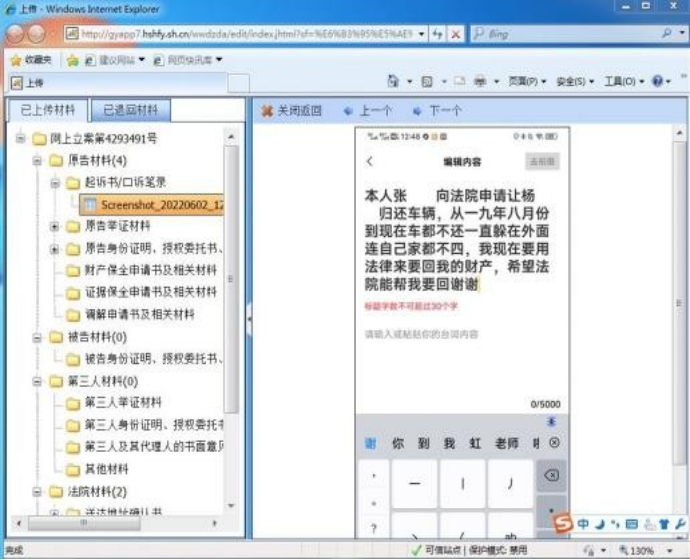 上传 - Windows Internet Explorer
http://gyapp7.hshfy.sh.cn/wwdzda/edit/index.jhtml?sf=%E6%B3%95%E5%AE%
Bing
收藏夹 建议网站 网页快讯库
上传
页面(P) 安全(S) 工具(O)
已上传材料 已退回材料
关闭返回 上一个 下一个
网上立案第4293491号
原告材料(4)
起诉书/口诉笔录
Screenshot_20220602_12
原告举证材料
原告身份证明、授权委托书、
财产保全申请书及相关材料
证据保全申请书及相关材料
调解申请书及相关材料
被告材料(0)
被告身份证明、授权委托书、
第三人材料(0)
第三人举证材料
第三人身份证明、授权委托书
第三人及其代理人的书面意见
其他材料
法院材料(2)
送达地址确认书
12:48
编辑内容
去提词
本人张 向法院申请让杨
归还车辆，从一九年八月份
到现在车都不还一直躲在外面
连自己家都不四，我现在要用
法律来要回我的财产，希望法
院能帮我要回谢谢
标题字数不可超过30个字
请输入或粘贴你的台词内容
0/5000
谢 你 到 我 虹 老师
， 一 丨 丿
。
?
ab
中
完成
可信站点 | 保护模式: 禁用
130%